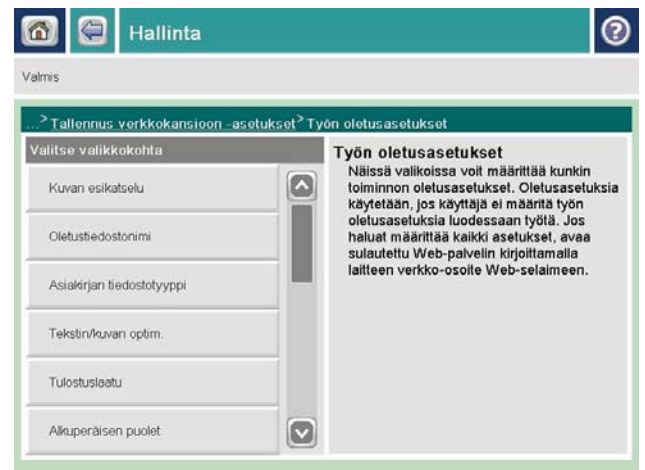 Hallinta
?
Valmis
...> Tallennus verkkokansioon –asetukset> Työn oletusasetukset
Valitse valikkokohta
Kuvan esikatselu
Oletustiedostonimi
Asiakirjan tiedostotyyppi
Tekstin/kuvan optim.
Tulostuslaatu
Alkuperäisen puolet
Työn oletusasetukset
Näissä valikoissa voit määrittää kunkin
toiminnon oletusasetukset. Oletusasetuksia
käytetään, jos käyttäjä ei määritä työn
oletusasetuksia luodessaan työtä. Jos
haluat määrittää kaikki asetukset, avaa
sulautettu Web-palvelin kirjoittamalla
laitteen verkko-osoite Web-selaimeen.